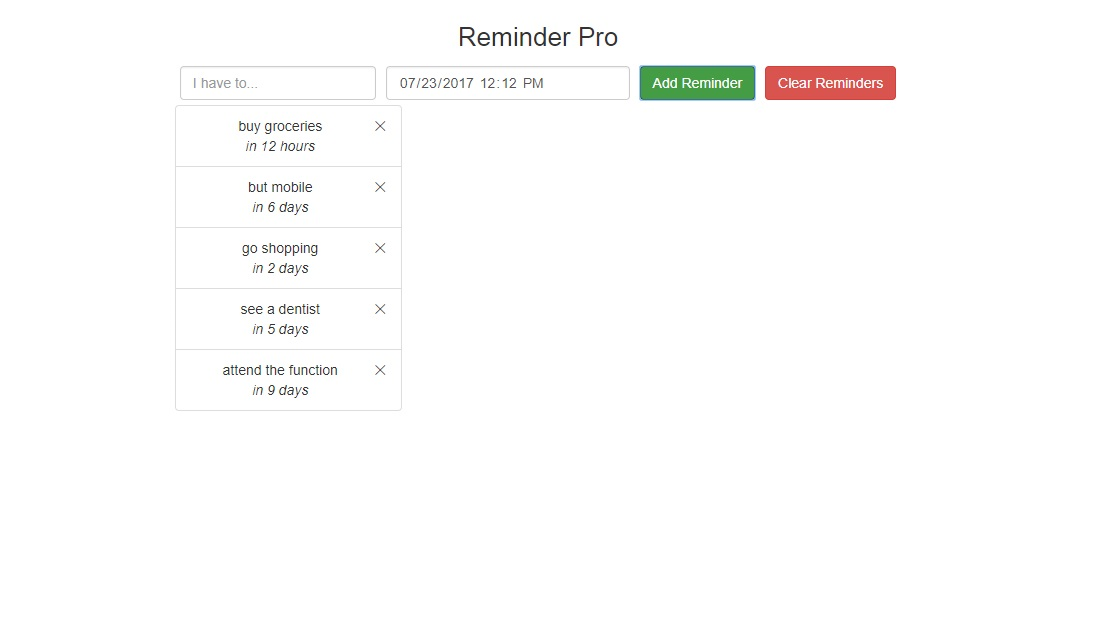 Reminder Pro
I have to...
07/23/2017 12:12 PM
Add Reminder
Clear Reminders
buy groceries
in 12 hours
but mobile
in 6 days
go shopping
in 2 days
see a dentist
in 5 days
attend the function
in 9 days